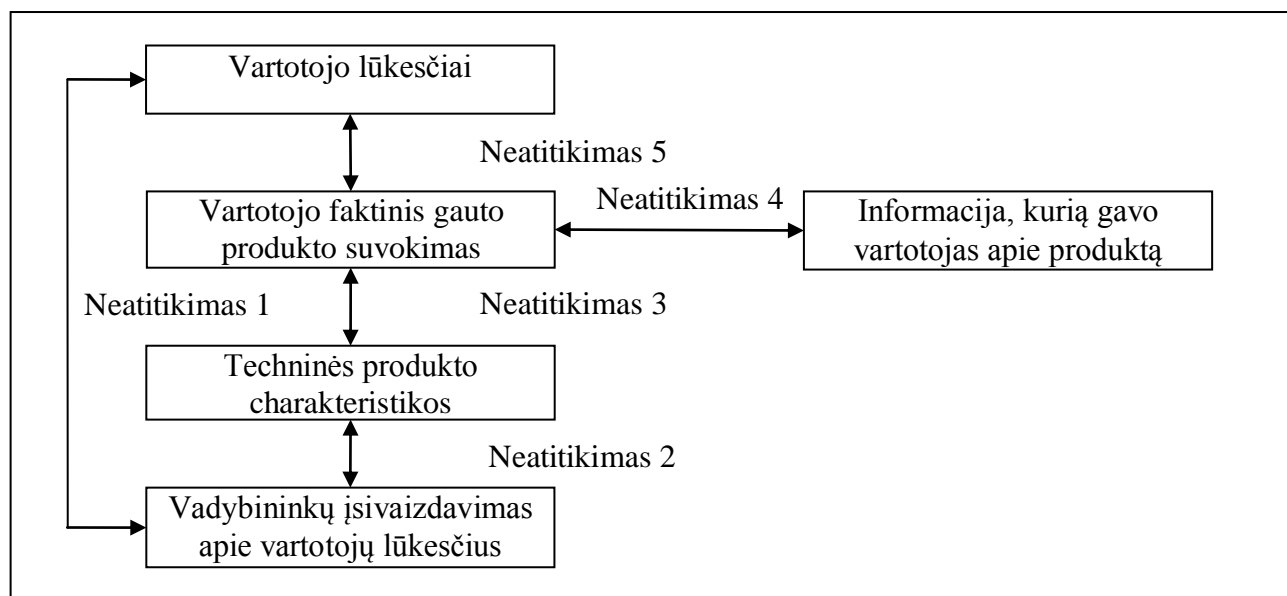 Vartotojo lūkesčiai
Neatitikimas 5
Vartotojo faktinis gauto
produkto suvokimas
Neatitikimas 4
Informacija, kurią gavo
vartotojas apie produktą
Neatitikimas 1
Neatitikimas 3
Techninės produkto
charakteristikos
Neatitikimas 2
Vadybininkų įsivaizdavimas
apie vartotojų lūkesčius